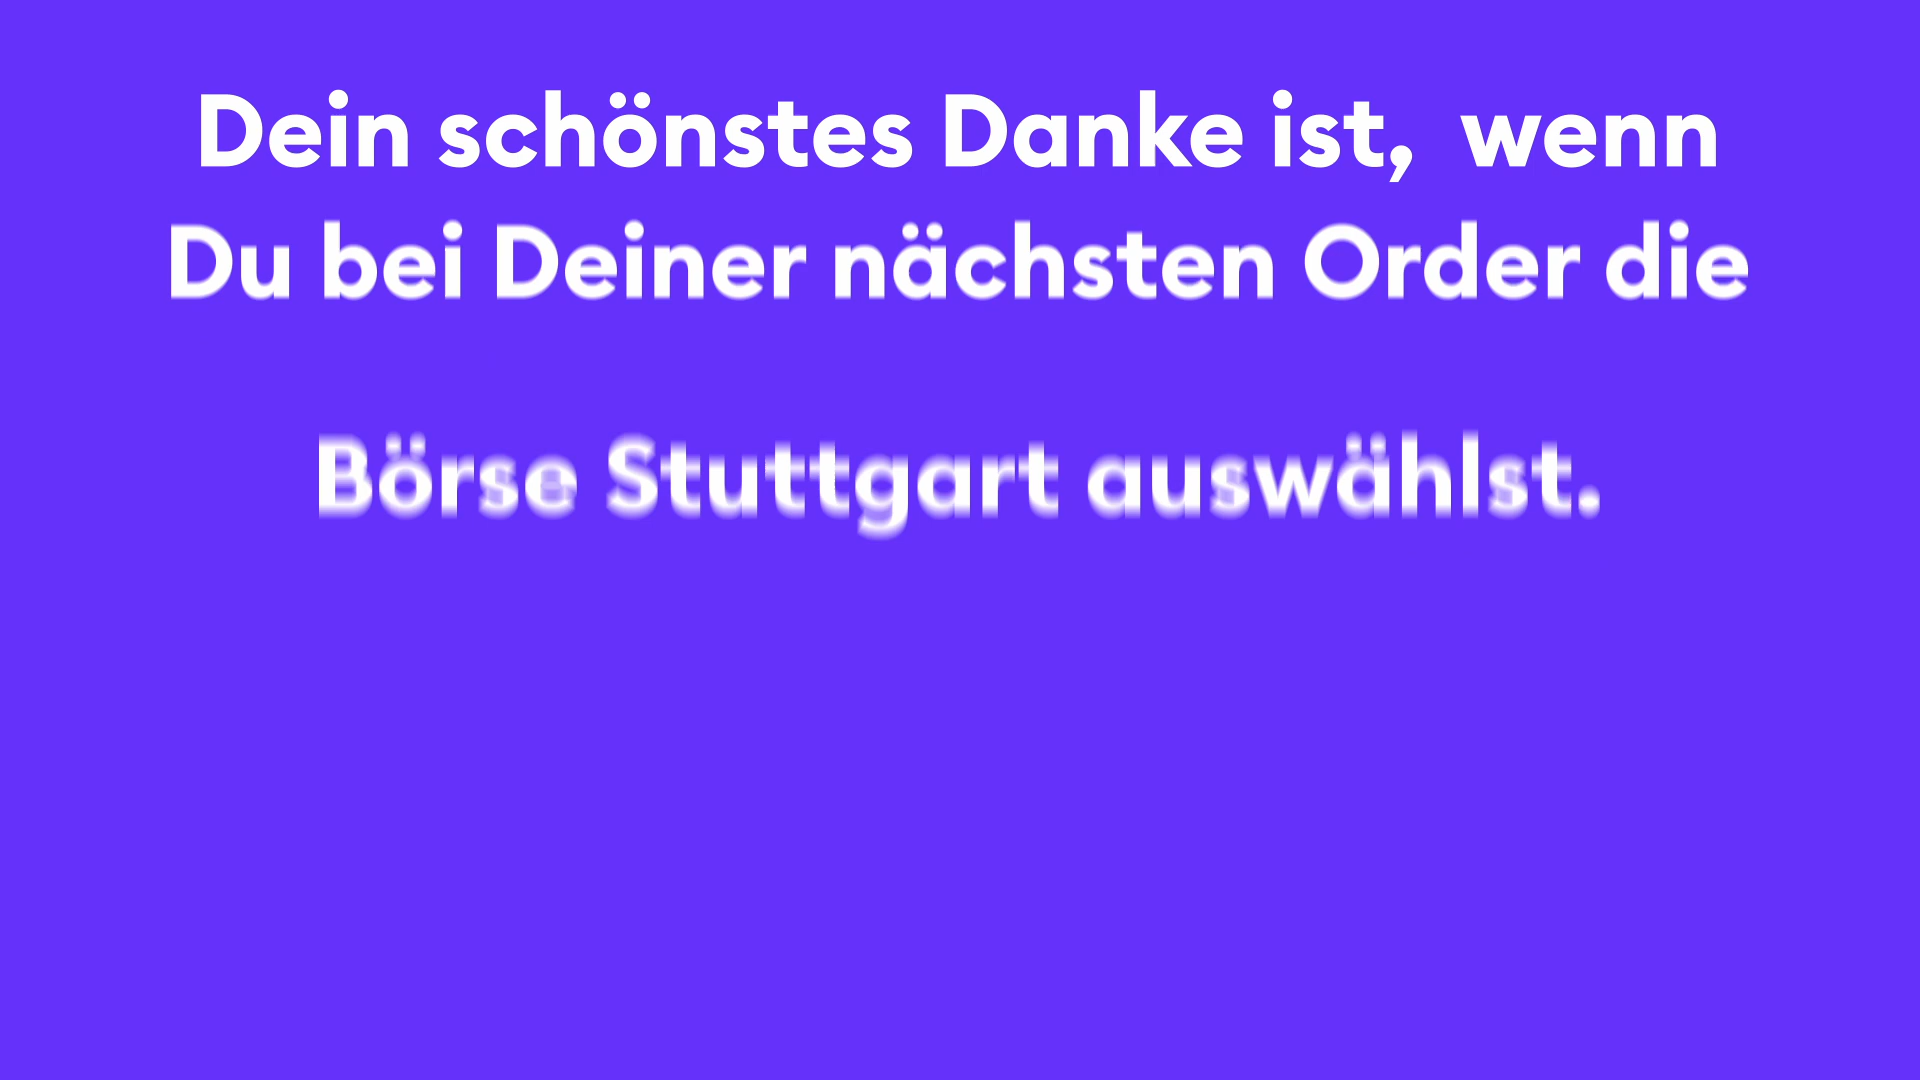 Dein schönstes Danke ist, wenn
Du bei Deiner nächsten Order die
Börse Stuttgart auswählst.